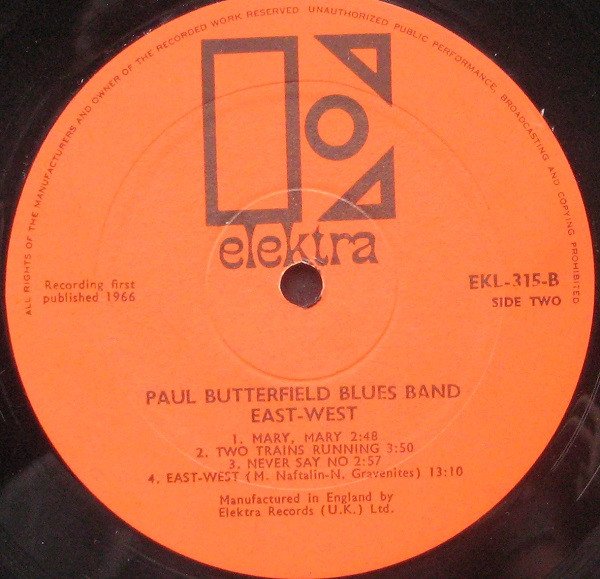 ALL RIGHTS OF THE MANUFACTURERS AND OWNER OF THE RECORDED WORK RESERVED UNAUTHORIZED PUBLIC PERFORMANCE, BROADCASTING AND COPYING PROHIBITED
elektra
Recording first
published 1966
EKL-315-B
SIDE TWO
PAUL BUTTERFIELD BLUES BAND
EAST-WEST
1. MARY, MARY 2:48
2. TWO TRAINS RUNNING 3:50
3. NEVER SAY NO 2:57
4. EAST-WEST (M. Naftalin-N. Gravenites) 13:10
Manufactured in England by
Elektra Records (U.K.) Ltd.